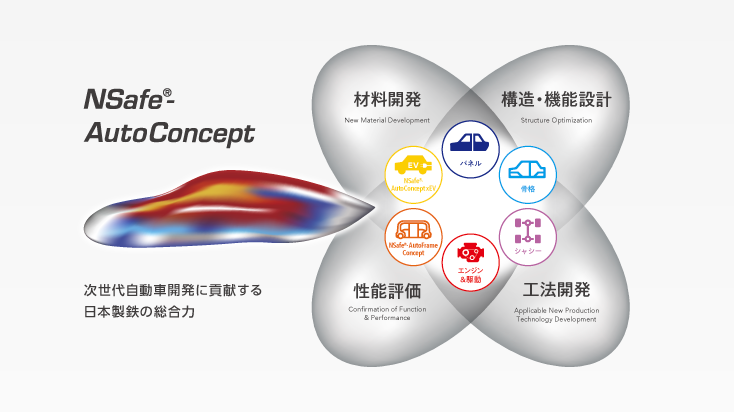 NSafe®-
AutoConcept
次世代自動車開発に貢献する
日本製鉄の総合力
材料開発
New Material Development
構造・機能設計
Structure Optimization
パネル
EV
NSafe®-
AutoConcept xEV
骨格
NSafe®-AutoFrame
Concept
シャシー
エンジン
&駆動
性能評価
Confirmation of Function
& Performance
工法開発
Applicable New Production
Technology Development